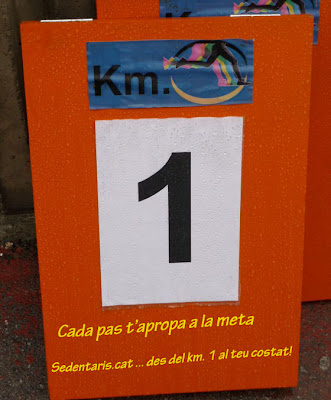 Km.
1
Cada pas t'apropa a la meta
Sedentaris.cat ... des del km. 1 al teu costat!